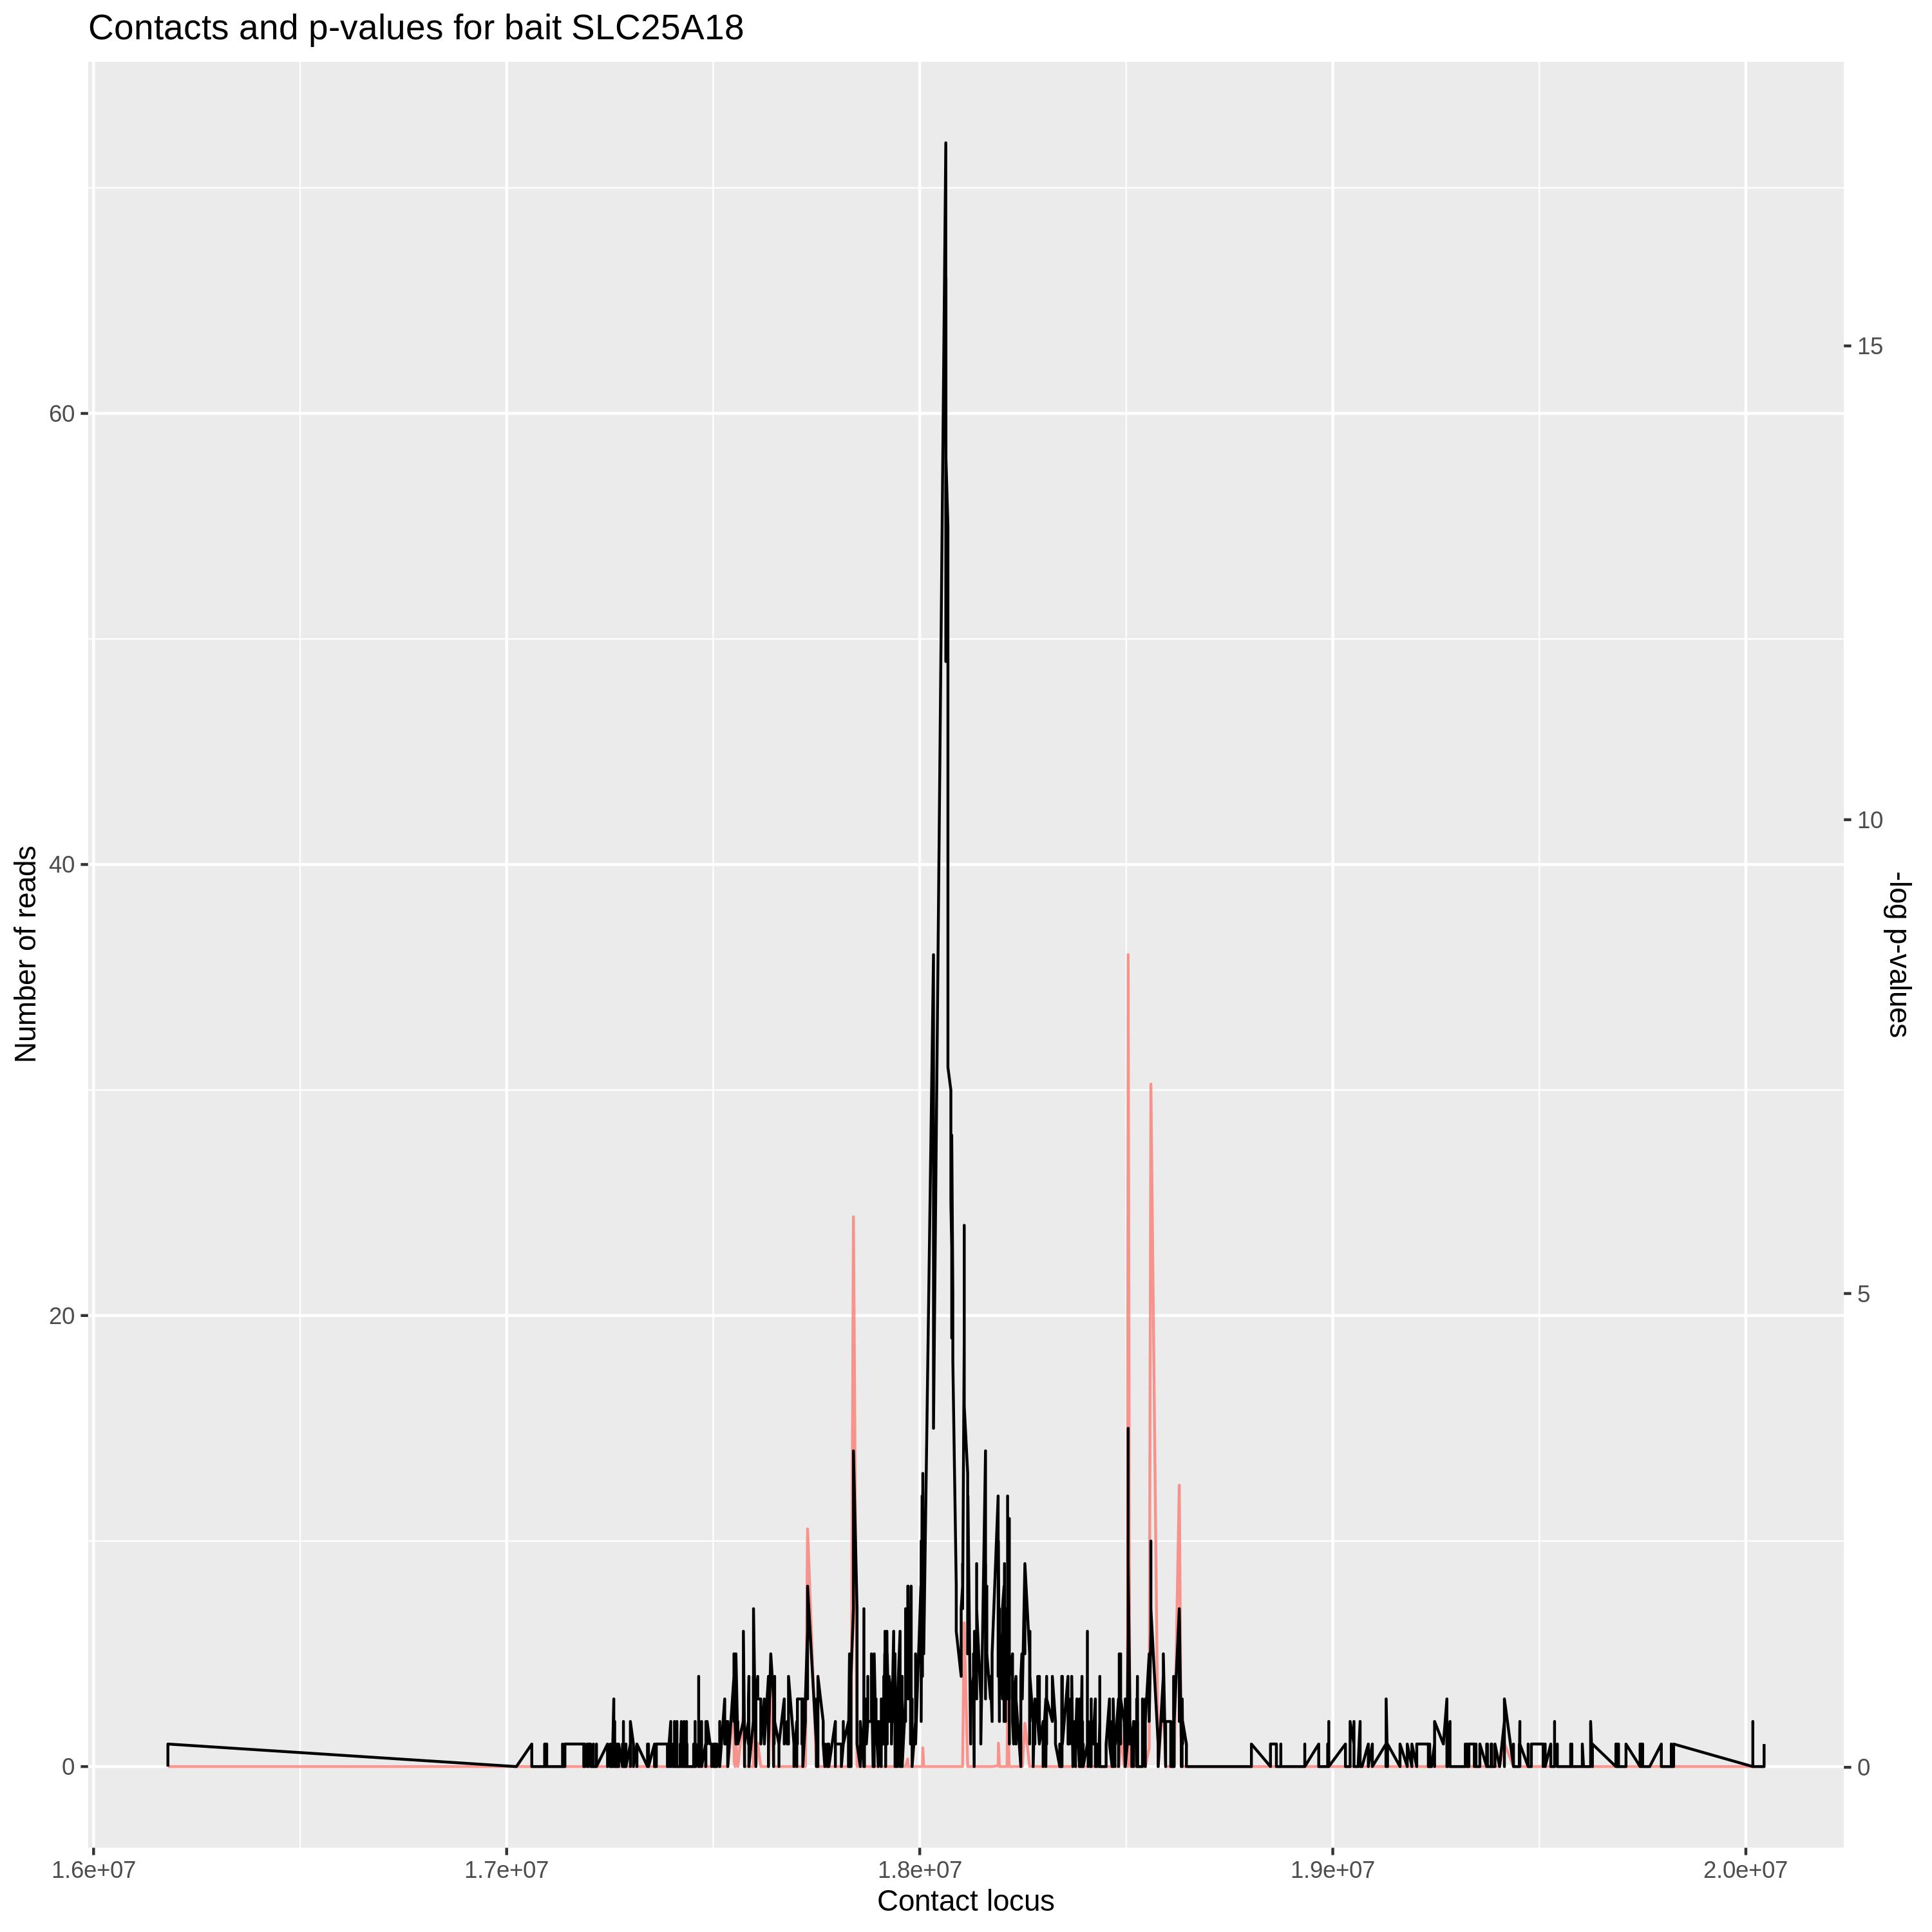 Contacts and p-values for bait SLC25A18
Number of reads
60
40
20
0
15
10
5
0
-log p-values
1.6e+07
1.7e+07
1.8e+07
1.9e+07
2.0e+07
Contact locus